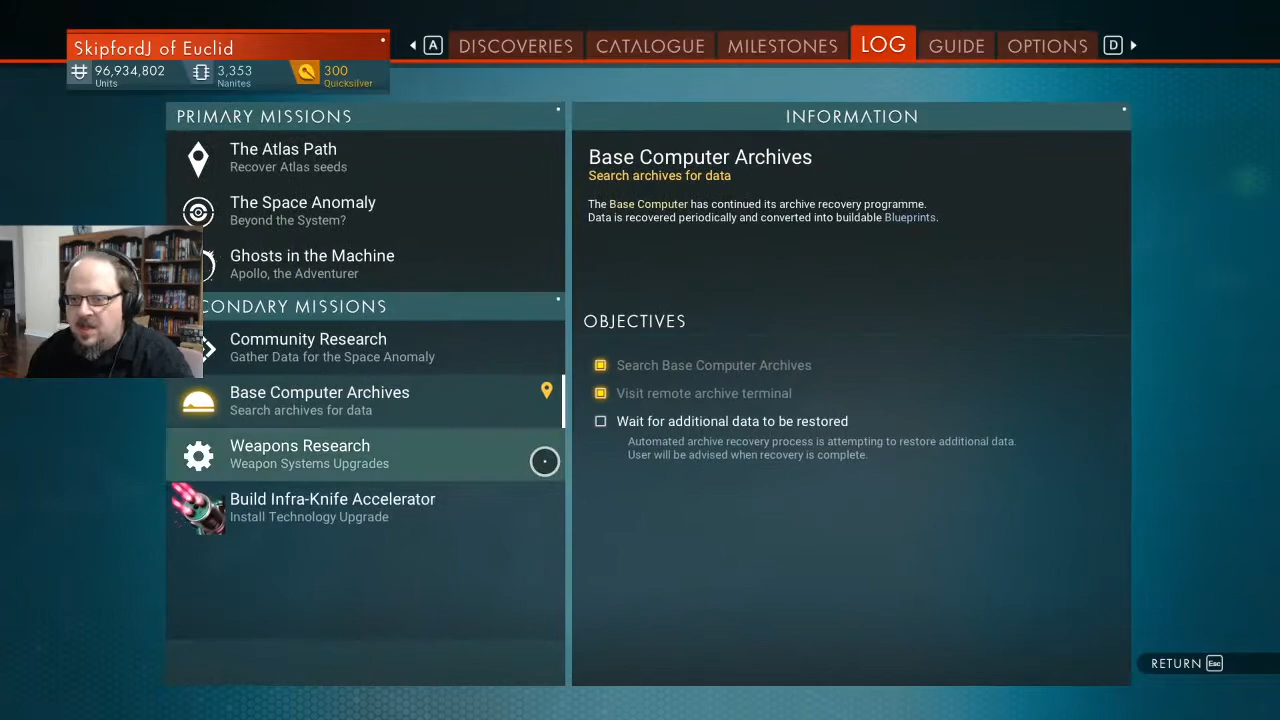 SkipfordJ of Euclid
96,934,802
Units
3,353
Nanites
300
Quicksilver
A
DISCOVERIES
CATALOGUE
MILESTONES
LOG
GUIDE
OPTIONS
D
PRIMARY MISSIONS
The Atlas Path
Recover Atlas seeds
The Space Anomaly
Beyond the System?
Ghosts in the Machine
Apollo, the Adventurer
CONDARY MISSIONS
Community Research
Gather Data for the Space Anomaly
Base Computer Archives
Search archives for data
Weapons Research
Weapon Systems Upgrades
Build Infra-Knife Accelerator
Install Technology Upgrade
INFORMATION
Base Computer Archives
Search archives for data
The Base Computer has continued its archive recovery programme.
Data is recovered periodically and converted into buildable Blueprints.
OBJECTIVES
Search Base Computer Archives
Visit remote archive terminal
Wait for additional data to be restored
Automated archive recovery process is attempting to restore additional data.
User will be advised when recovery is complete.
RETURN Esc